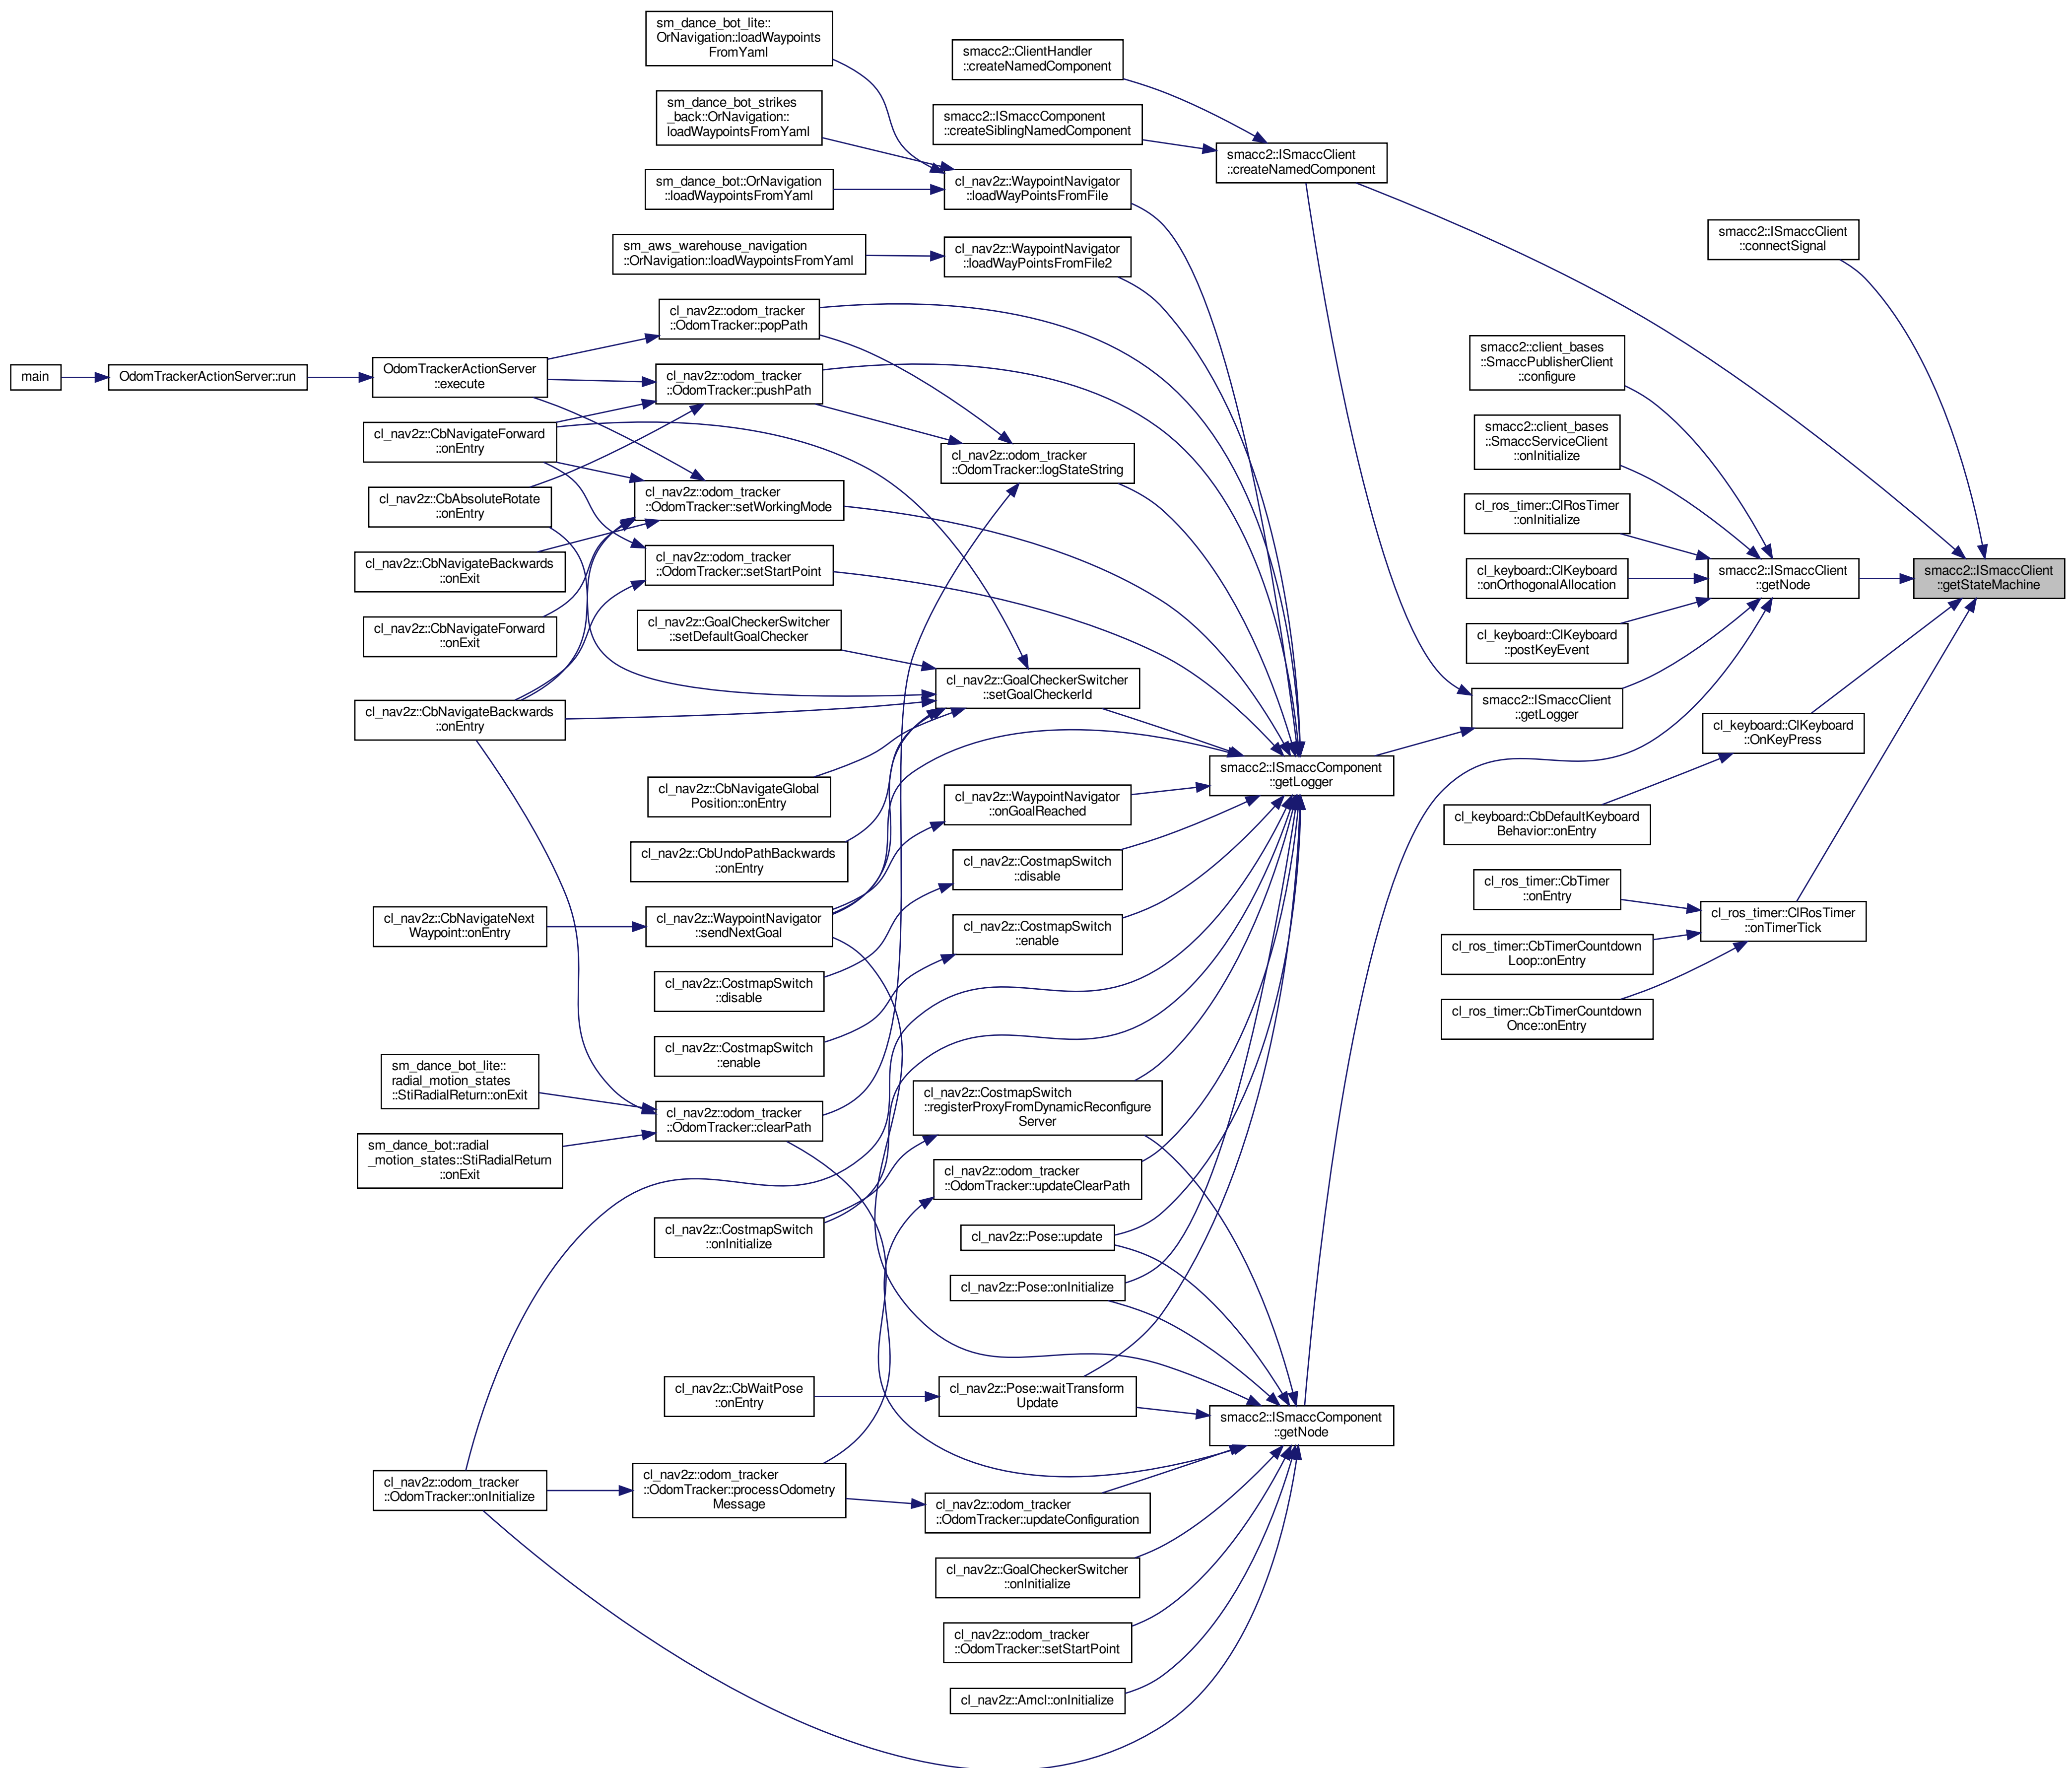 main
OdomTrackerActionServer::run
OdomTrackerActionServer
::execute
cl_nav2z::CbNavigateForward
::onEntry
cl_nav2z::CbAbsoluteRotate
::onEntry
cl_nav2z::CbNavigateBackwards
::onExit
cl_nav2z::CbNavigateForward
::onExit
cl_nav2z::CbNavigateBackwards
::onEntry
cl_nav2z::CbNavigateNext
Waypoint::onEntry
sm_dance_bot_lite::
radial_motion_states
::StiRadialReturn::onExit
sm_dance_bot::radial
_motion_states::StiRadialReturn
::onExit
cl_nav2z::odom_tracker
::OdomTracker::onInitialize
sm_dance_bot_lite::
OrNavigation::loadWaypoints
FromYaml
sm_dance_bot_strikes
_back::OrNavigation::
loadWaypointsFromYaml
sm_dance_bot::OrNavigation
::loadWaypointsFromYaml
sm_aws_warehouse_navigation
::OrNavigation::loadWaypointsFromYaml
cl_nav2z::odom_tracker
::OdomTracker::popPath
cl_nav2z::odom_tracker
::OdomTracker::pushPath
cl_nav2z::odom_tracker
::OdomTracker::setWorkingMode
cl_nav2z::odom_tracker
::OdomTracker::setStartPoint
cl_nav2z::GoalCheckerSwitcher
::setDefaultGoalChecker
cl_nav2z::CbNavigateGlobal
Position::onEntry
cl_nav2z::CbUndoPathBackwards
::onEntry
cl_nav2z::WaypointNavigator
::sendNextGoal
cl_nav2z::CostmapSwitch
::disable
cl_nav2z::CostmapSwitch
::enable
cl_nav2z::odom_tracker
::OdomTracker::clearPath
cl_nav2z::CostmapSwitch
::onInitialize
cl_nav2z::CbWaitPose
::onEntry
cl_nav2z::odom_tracker
::OdomTracker::processOdometry
Message
smacc2::ClientHandler
::createNamedComponent
smacc2::ISmaccComponent
::createSiblingNamedComponent
cl_nav2z::WaypointNavigator
::loadWayPointsFromFile
cl_nav2z::WaypointNavigator
::loadWayPointsFromFile2
cl_nav2z::odom_tracker
::OdomTracker::logStateString
cl_nav2z::GoalCheckerSwitcher
::setGoalCheckerId
cl_nav2z::WaypointNavigator
::onGoalReached
cl_nav2z::CostmapSwitch
::disable
cl_nav2z::CostmapSwitch
::enable
cl_nav2z::CostmapSwitch
::registerProxyFromDynamicReconfigure
Server
cl_nav2z::odom_tracker
::OdomTracker::updateClearPath
cl_nav2z::Pose::update
cl_nav2z::Pose::onInitialize
cl_nav2z::Pose::waitTransform
Update
cl_nav2z::odom_tracker
::OdomTracker::updateConfiguration
cl_nav2z::GoalCheckerSwitcher
::onInitialize
cl_nav2z::odom_tracker
::OdomTracker::setStartPoint
cl_nav2z::Amcl::onInitialize
smacc2::ISmaccClient
::createNamedComponent
smacc2::ISmaccComponent
::getLogger
smacc2::ISmaccComponent
::getNode
smacc2::client_bases
::SmaccPublisherClient
::configure
smacc2::client_bases
::SmaccServiceClient
::onInitialize
cl_ros_timer::ClRosTimer
::onInitialize
cl_keyboard::ClKeyboard
::onOrthogonalAllocation
cl_keyboard::ClKeyboard
::postKeyEvent
smacc2::ISmaccClient
::getLogger
cl_keyboard::CbDefaultKeyboard
Behavior::onEntry
cl_ros_timer::CbTimer
::onEntry
cl_ros_timer::CbTimerCountdown
Loop::onEntry
cl_ros_timer::CbTimerCountdown
Once::onEntry
smacc2::ISmaccClient
::connectSignal
smacc2::ISmaccClient
::getNode
cl_keyboard::ClKeyboard
::OnKeyPress
cl_ros_timer::ClRosTimer
::onTimerTick
smacc2::ISmaccClient
::getStateMachine